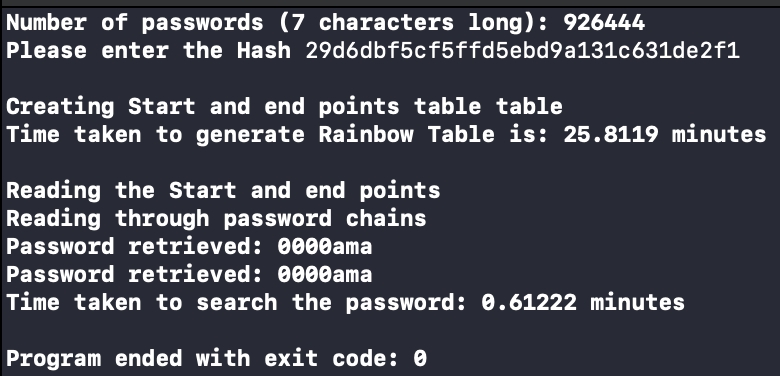 Number of passwords (7 characters long): 926444
Please enter the Hash 29d6dbf5cf5ffd5ebd9a131c631de2f1
Creating Start and end points table table
Time taken to generate Rainbow Table is: 25.8119 minutes
Reading the Start and end points
Reading through password chains
Password retrieved: 0000ama
Password retrieved: 0000ama
Time taken to search the password: 0.61222 minutes
Program ended with exit code: 0